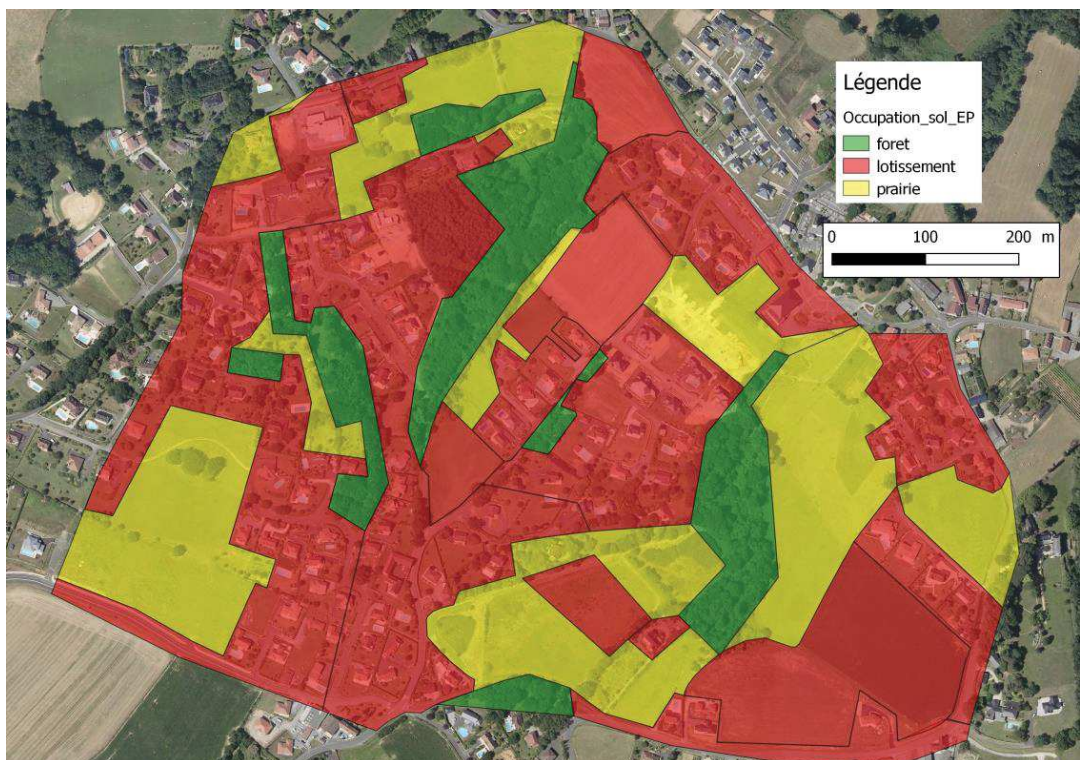 Légende
Occupation_sol_EP
foret
lotissement
prairie
0 100 200 m